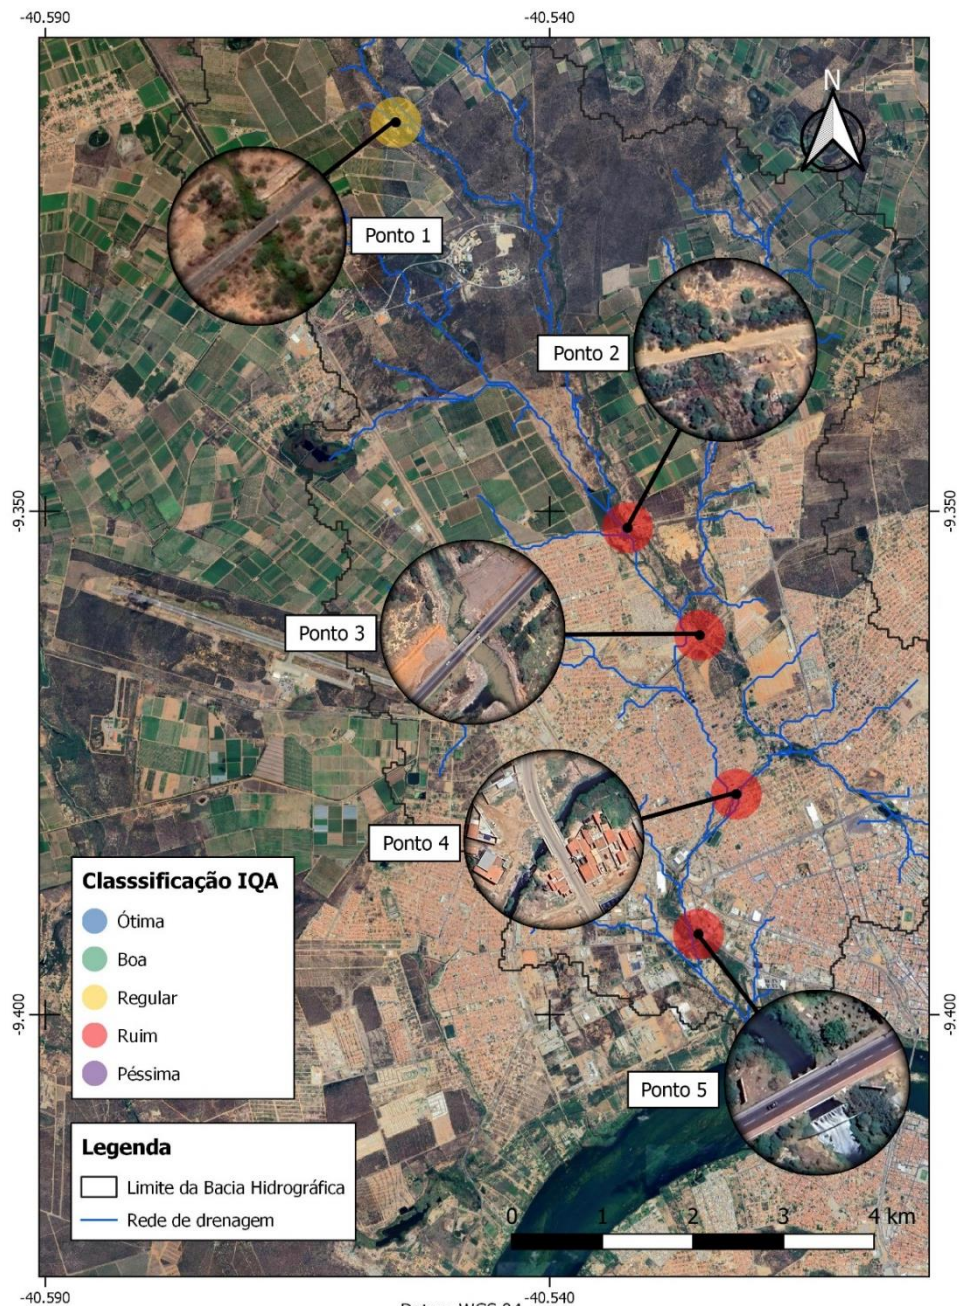 -40.590
-40.540
N
Ponto 1
Ponto 2
-9.350
-9.350
Ponto 3
Ponto 4
Classsificação IQA
Ótima
Boa
Regular
Ruim
Péssima
-9.400
-9.400
Ponto 5
Legenda
Limite da Bacia Hidrográfica
Rede de drenagem
0 1 2 3 4 km
-40.590
-40.540